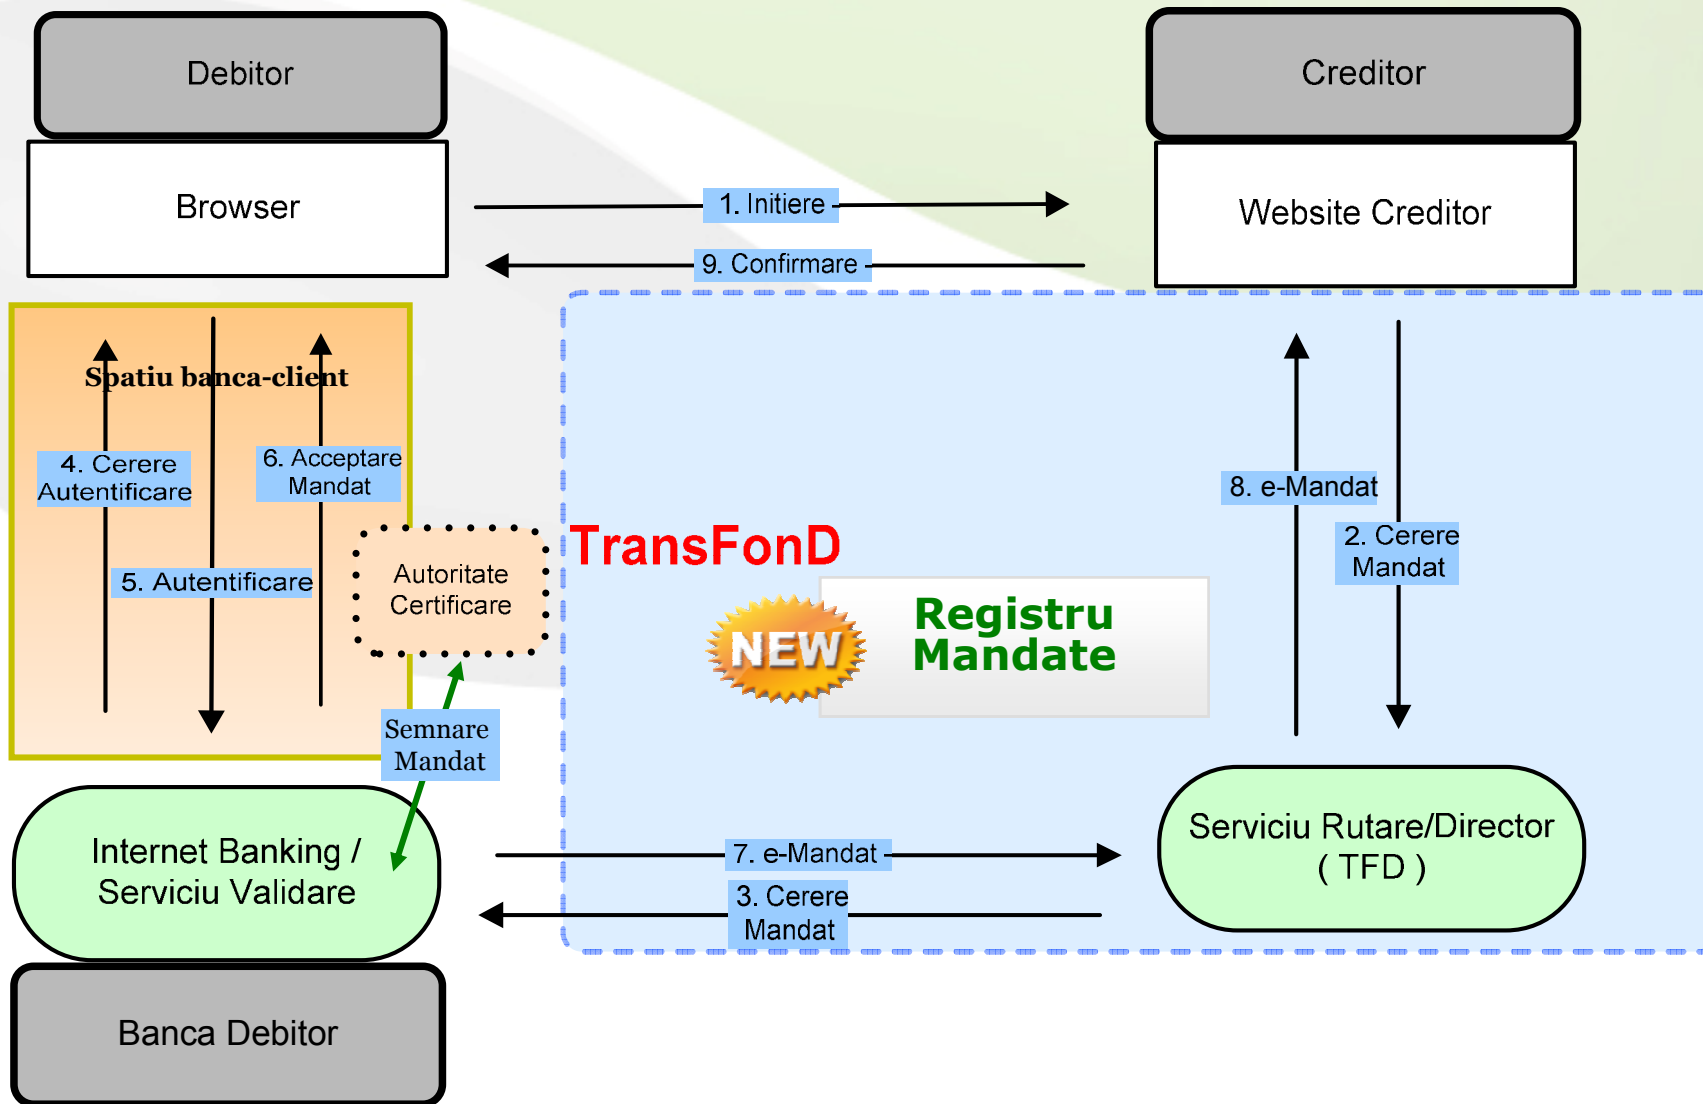 Debitor
Creditor
Browser
Website Creditor
1. Initiere
9. Confirmare
Spatiu banca-client
4. Cerere
Autentificare
6. Acceptare
Mandat
5. Autentificare
8. e-Mandat
2. Cerere
Mandat
TransFonD
Autoritate
Certificare
NEW
Registru
Mandate
Semnare
Mandat
Internet Banking /
Serviciu Validare
7. e-Mandat
3. Cerere
Mandat
Serviciu Rutare/Director
( TFD )
Banca Debitor